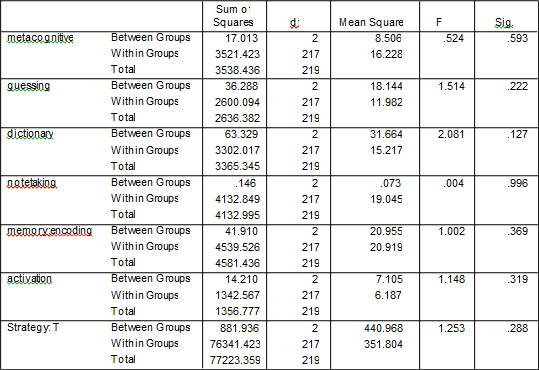 Sum of Squares df Mean Square F Sig.
metacognitive Between Groups 17.013 2 8.506 .524 .593
Within Groups 3521.423 217 16.228
Total 3538.436 219
guessing Between Groups 36.288 2 18.144 1.514 .222
Within Groups 2600.094 217 11.982
Total 2636.382 219
dictionary Between Groups 63.329 2 31.664 2.081 .127
Within Groups 3302.017 217 15.217
Total 3365.345 219
notetaking Between Groups .146 2 .073 .004 .996
Within Groups 4132.849 217 19.045
Total 4132.995 219
memory:encoding Between Groups 41.910 2 20.955 1.002 .369
Within Groups 4539.526 217 20.919
Total 4581.436 219
activation Between Groups 14.210 2 7.105 1.148 .319
Within Groups 1342.567 217 6.187
Total 1356.777 219
Strategy:T Between Groups 881.936 2 440.968 1.253 .288
Within Groups 76341.423 217 351.804
Total 77223.359 219